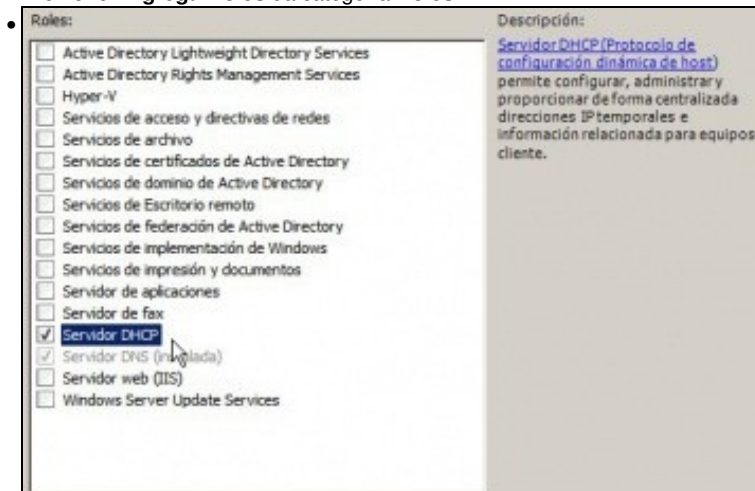 Roles:
Active Directory Lightweight Directory Services
Active Directory Rights Management Services
Hyper-V
Servicios de acceso y directivas de redes
Servicios de archivo
Servicios de certificados de Active Directory
Servicios de dominio de Active Directory
Servicios de Escritorio remoto
Servicios de federación de Active Directory
Servicios de implementación de Windows
Servicios de impresión y documentos
Servidor de aplicaciones
Servidor de fax
Servidor DHCP
Servidor DNS
Servidor web (IIS)
Windows Server Update Services
Descripción:
Servidor DHCP (Protocolo de
configuración dinámica de host)
permite configurar, administrar y
proporcionar de forma centralizada
direcciones IP temporales e
información relacionada para equipos
cliente.